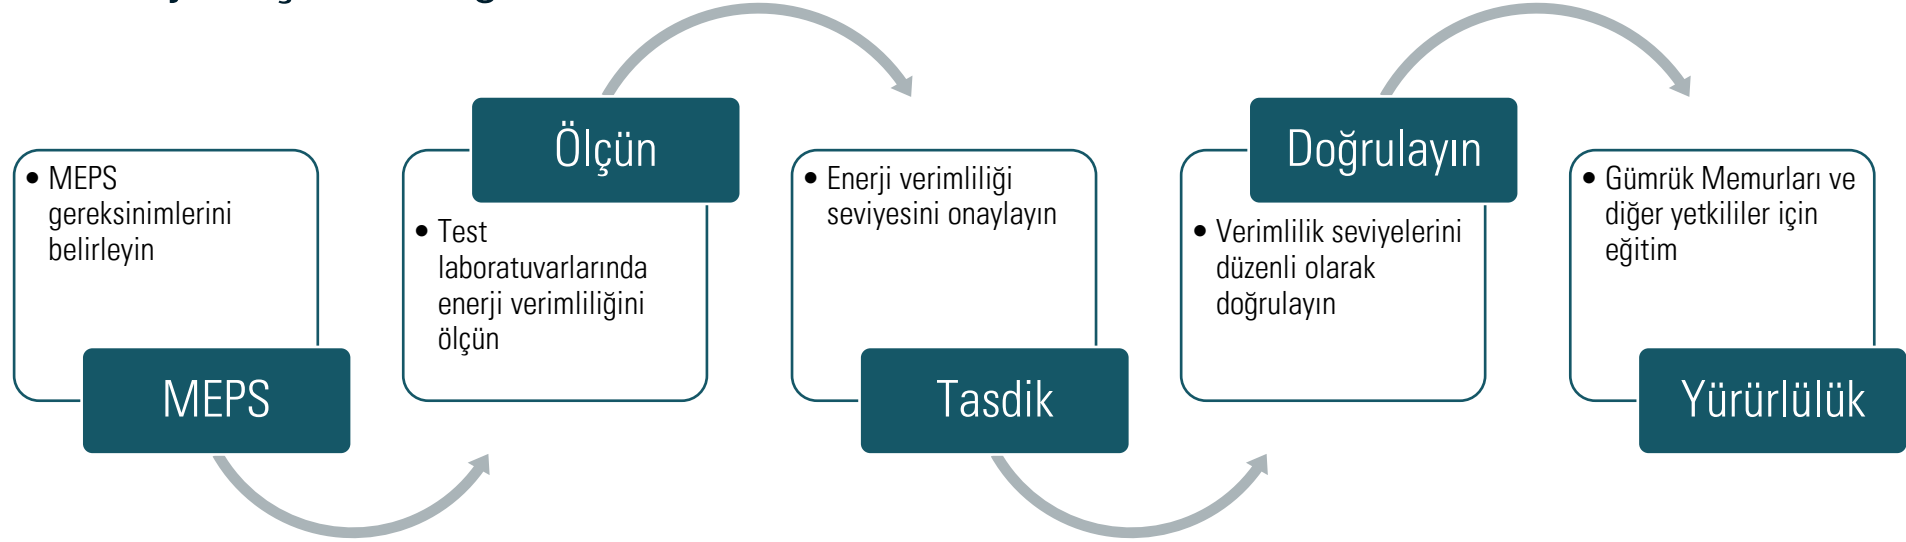 • MEPS
gereksinimlerini
belirleyin
MEPS
Ölçün
• Test
laboratuvarlarında
enerji verimliliğini
ölçün
• Enerji verimliliği
seviyesini onaylayın
Tasdik
Doğrulayın
• Verimlilik seviyelerini
düzenli olarak
doğrulayın
• Gümrük Memurları ve
diğer yetkililer için
eğitim
Yürürlülük